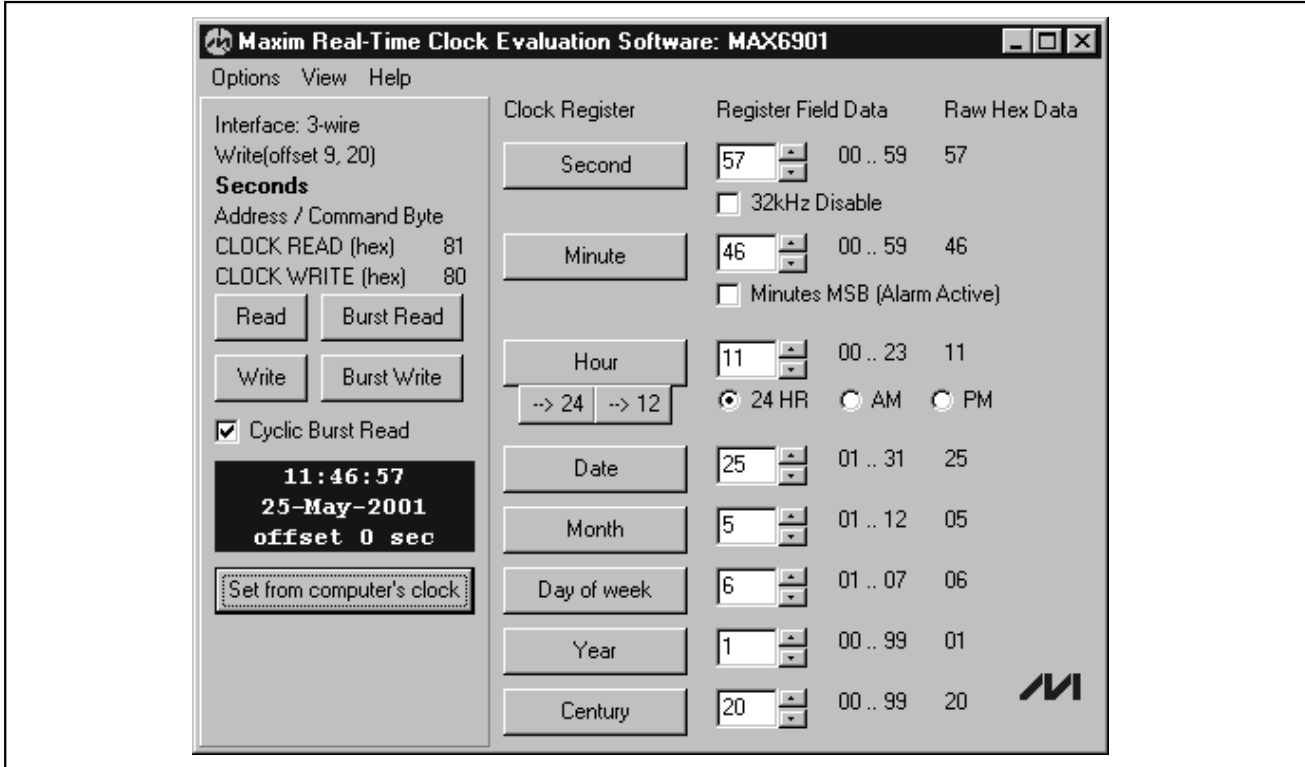 Maxim Real-Time Clock Evaluation Software: MAX6901
Options View Help
Interface: 3-wire
Write(offset 9, 20)
Seconds
Address / Command Byte
CLOCK READ (hex) 81
CLOCK WRITE (hex) 80
Read Burst Read
Write Burst Write
Cyclic Burst Read
11:46:57
25-May-2001
offset 0 sec
Set from computer's clock
Clock Register Register Field Data Raw Hex Data
Second 57 00 .. 59 57
32kHz Disable
Minute 46 00 .. 59 46
Minutes MSB (Alarm Active)
Hour 11 00 .. 23 11
--> 24 --> 12 24 HR AM PM
Date 25 01 .. 31 25
Month 5 01 .. 12 05
Day of week 6 01 .. 07 06
Year 1 00 .. 99 01
Century 20 00 .. 99 20